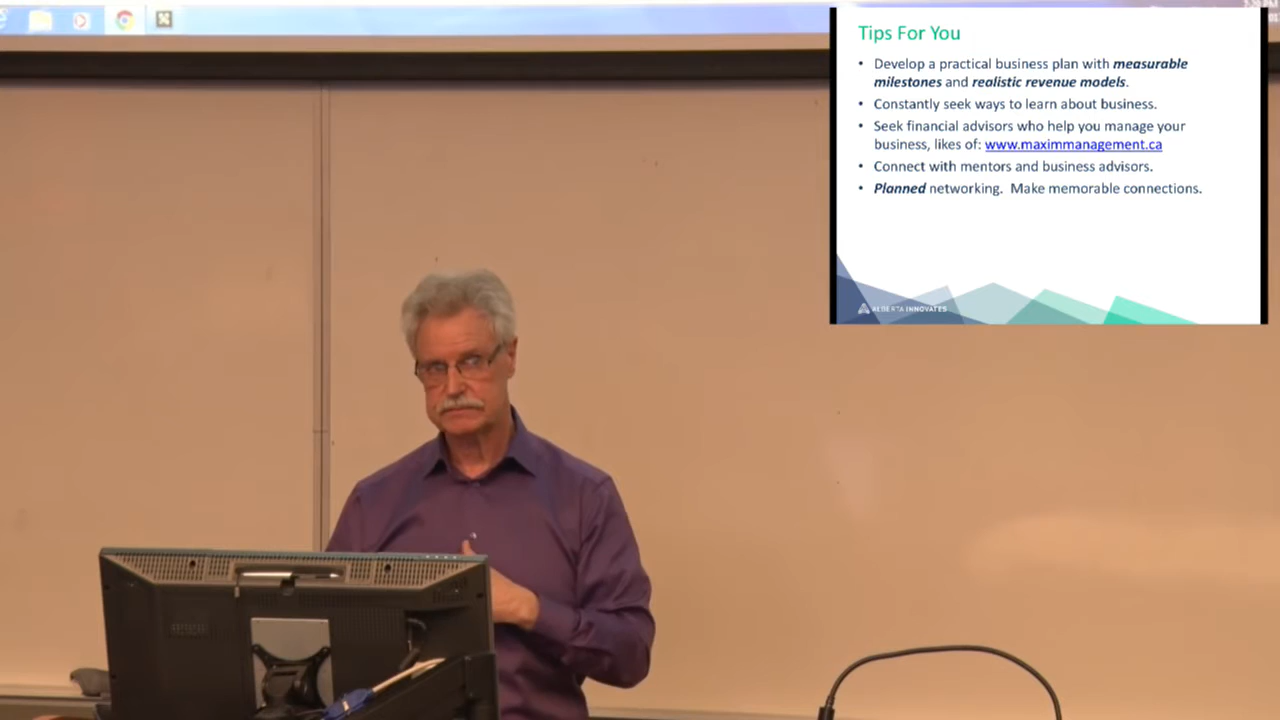 Tips For You
• Develop a practical business plan with measurable
milestones and realistic revenue models.
• Constantly seek ways to learn about business.
• Seek financial advisors who help you manage your
business, likes of: www.maximmanagement.ca
• Connect with mentors and business advisors.
• Planned networking. Make memorable connections.
ALBERTA INNOVATES